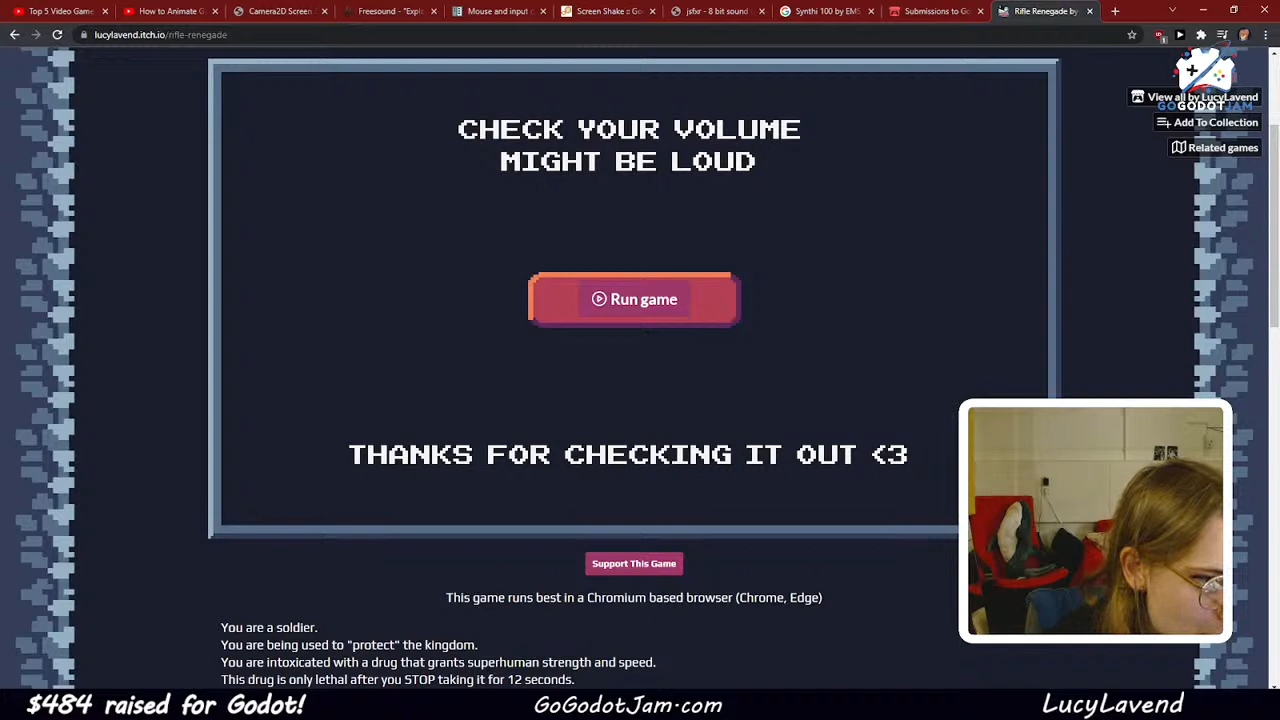 Top 5 Video Game
How to Animate G
Camera2D Screen
Freesound - "Explo
Mouse and input c
Screen Shake :: Go
jsfxr - 8 bit sound
Synthi 100 by EMS
Submissions to Go
Rifle Renegade by
lucylavend.itch.io/rifle-renegade
View all by LucyLavend
GOGODOTJAM
Add To Collection
Related games
CHECK YOUR VOLUME
MIGHT BE LOUD
Run game
THANKS FOR CHECKING IT OUT <3
Support This Game
This game runs best in a Chromium based browser (Chrome, Edge)
You are a soldier.
You are being used to "protect" the kingdom.
You are intoxicated with a drug that grants superhuman strength and speed.
This drug is only lethal after you STOP taking it for 12 seconds.
$484 raised for Godot!
GoGodotJam.com
LucyLavend